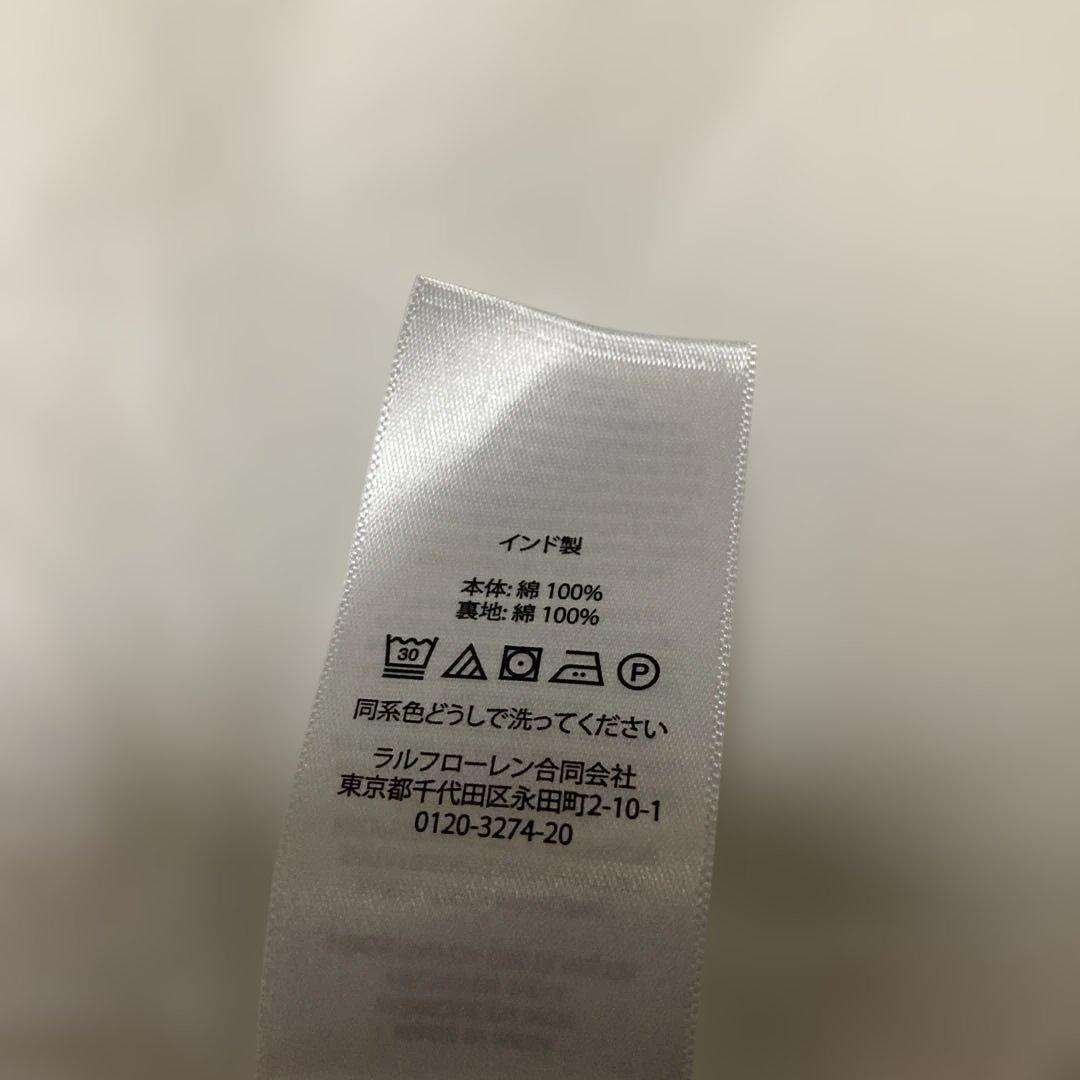 インド製
本体: 綿 100%
裏地: 綿 100%
30 P
同系色どうしで洗ってください
ラルフローレン合同会社
東京都千代田区永田町2-10-1
0120-3274-20